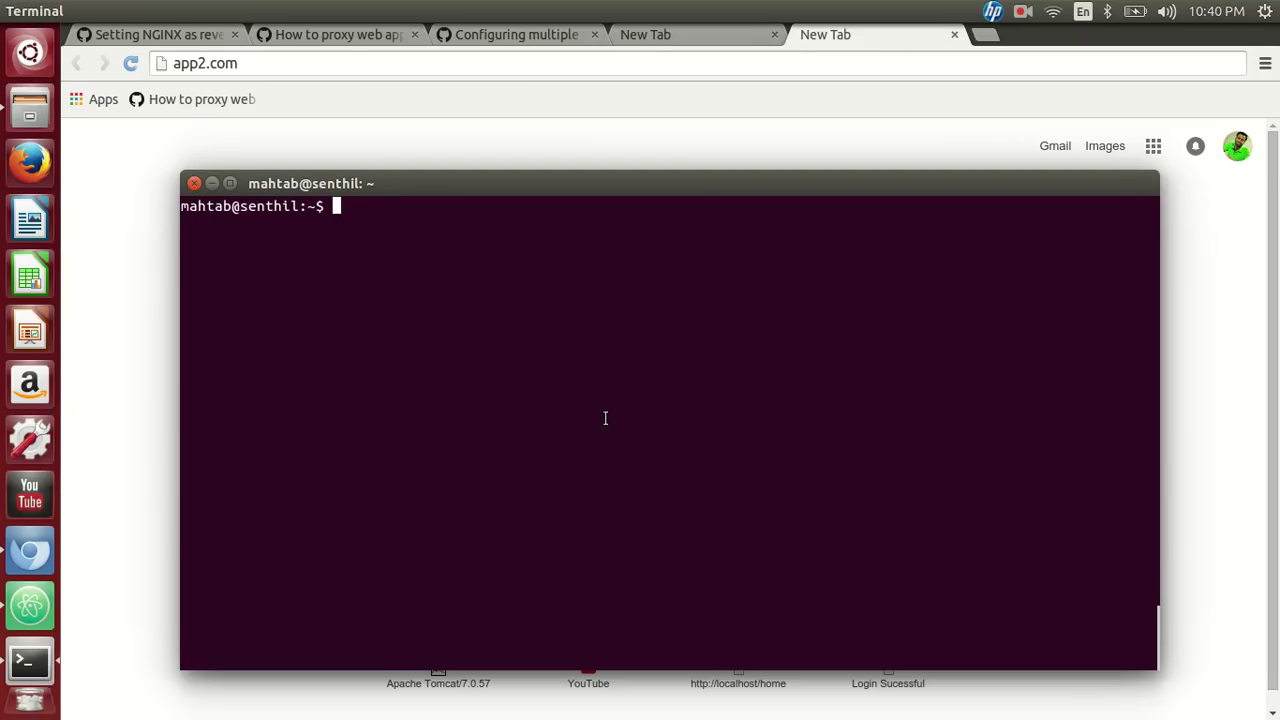 Terminal
hp
En
10:40 PM
Setting NGINX as reve
How to proxy web ap
Configuring multiple
New Tab
New Tab
app2.com
Apps
How to proxy web
Gmail
Images
mahtab@senthil: ~
mahtab@senthil:~$
a
You
Tube
>_
Apache Tomcat/7.0.57
YouTube
http://localhost/home
Login Sucessful